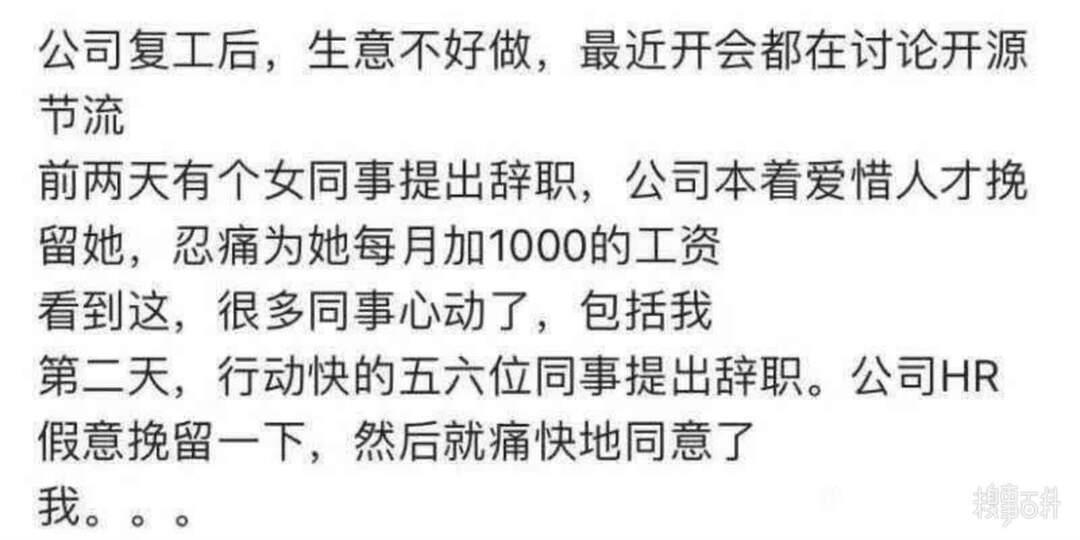 公司复工后，生意不好做，最近开会都在讨论开源
节流
前两天有个女同事提出辞职，公司本着爱惜人才挽
留她，忍痛为她每月加1000的工资
看到这，很多同事心动了，包括我
第二天，行动快的五六位同事提出辞职。公司HR
假意挽留一下，然后就痛快地同意了
我。。。